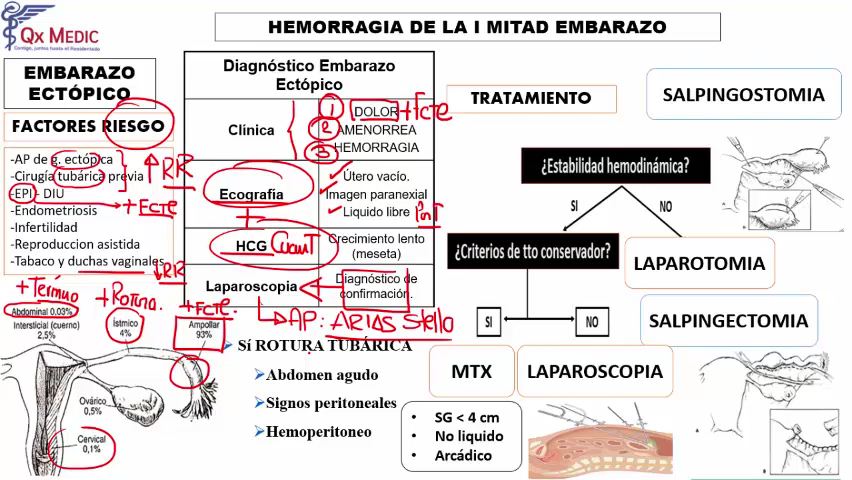 HEMORRAGIA DE LA I MITAD EMBARAZO
QX MEDIC
Contigo, juntos hasta el Residentado
EMBARAZO
ECTÓPICO
FACTORES RIESGO
-AP de g. ectópica
-Cirugía tubárica previa
-EPI - DIU
-Endometriosis
-Infertilidad
-Reproduccion asistida
-Tabaco y duchas vaginales
↑ RR
+ FCTE
↓RR
Diagnóstico Embarazo
Ectópico
Clínica
① DOLOR + FCTE
② AMENORREA
③ HEMORRAGIA
Ecografía
+
Útero vacío.
Imagen paranexial
Liquido libre
HCG CUANT
Crecimiento lento
(meseta)
Laparoscopia
Diagnóstico de
confirmación.
AP: ARIAS Stello
+ Término
Abdominal 0.03%
Intersticial (cuerno)
2,5%
+ Rotura.
Ístmico
4%
+ FCTE.
Ampollar
93%
Ovárico
0,5%
Cervical
0,1%
Sí ROTURA TUBÁRICA
➢Abdomen agudo
➢Signos peritoneales
➢Hemoperitoneo
TRATAMIENTO
SALPINGOSTOMIA
¿Estabilidad hemodinámica?
SI
NO
¿Criterios de tto conservador?
LAPAROTOMIA
SI
NO
SALPINGECTOMIA
MTX
LAPAROSCOPIA
• SG < 4 cm
• No liquido
• Arcádico